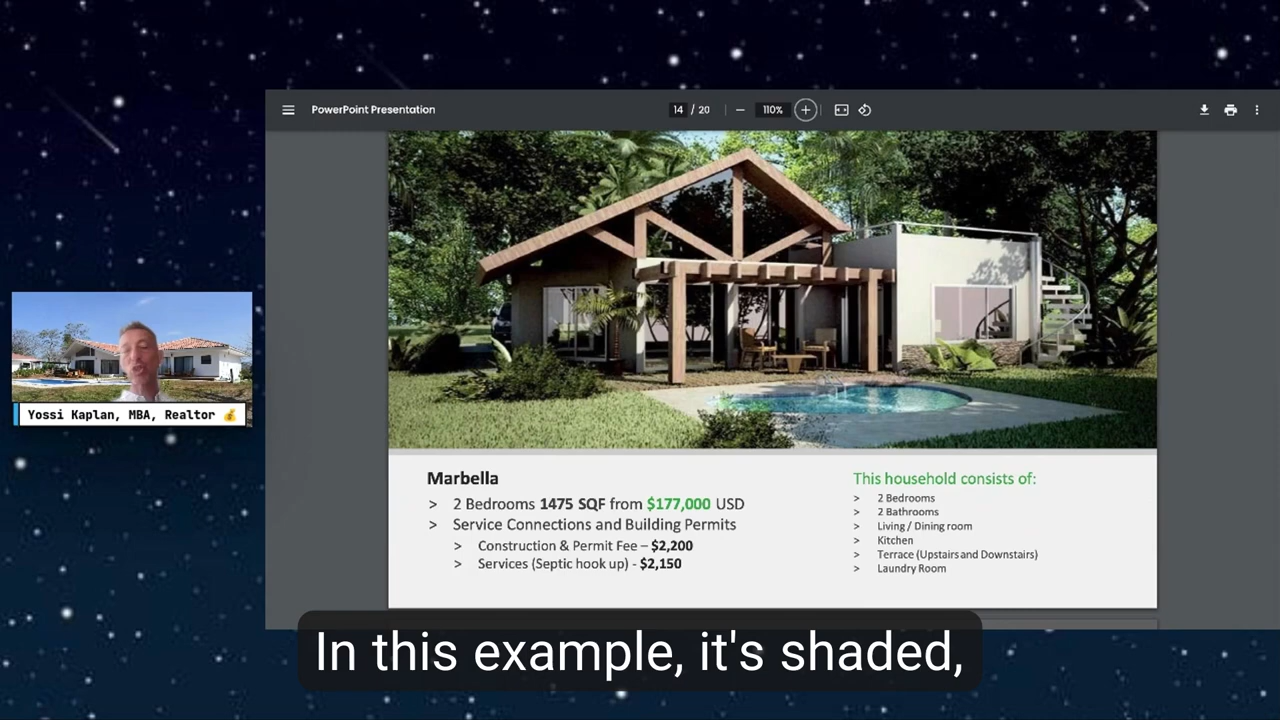 PowerPoint Presentation
14 / 20
110%
Yossi Kaplan, MBA, Realtor 💰
Marbella
> 2 Bedrooms 1475 SQF from $177,000 USD
> Service Connections and Building Permits
> Construction & Permit Fee – $2,200
> Services (Septic hook up) - $2,150
This household consists of:
> 2 Bedrooms
> 2 Bathrooms
> Living / Dining room
> Kitchen
> Terrace (Upstairs and Downstairs)
> Laundry Room
In this example, it's shaded,